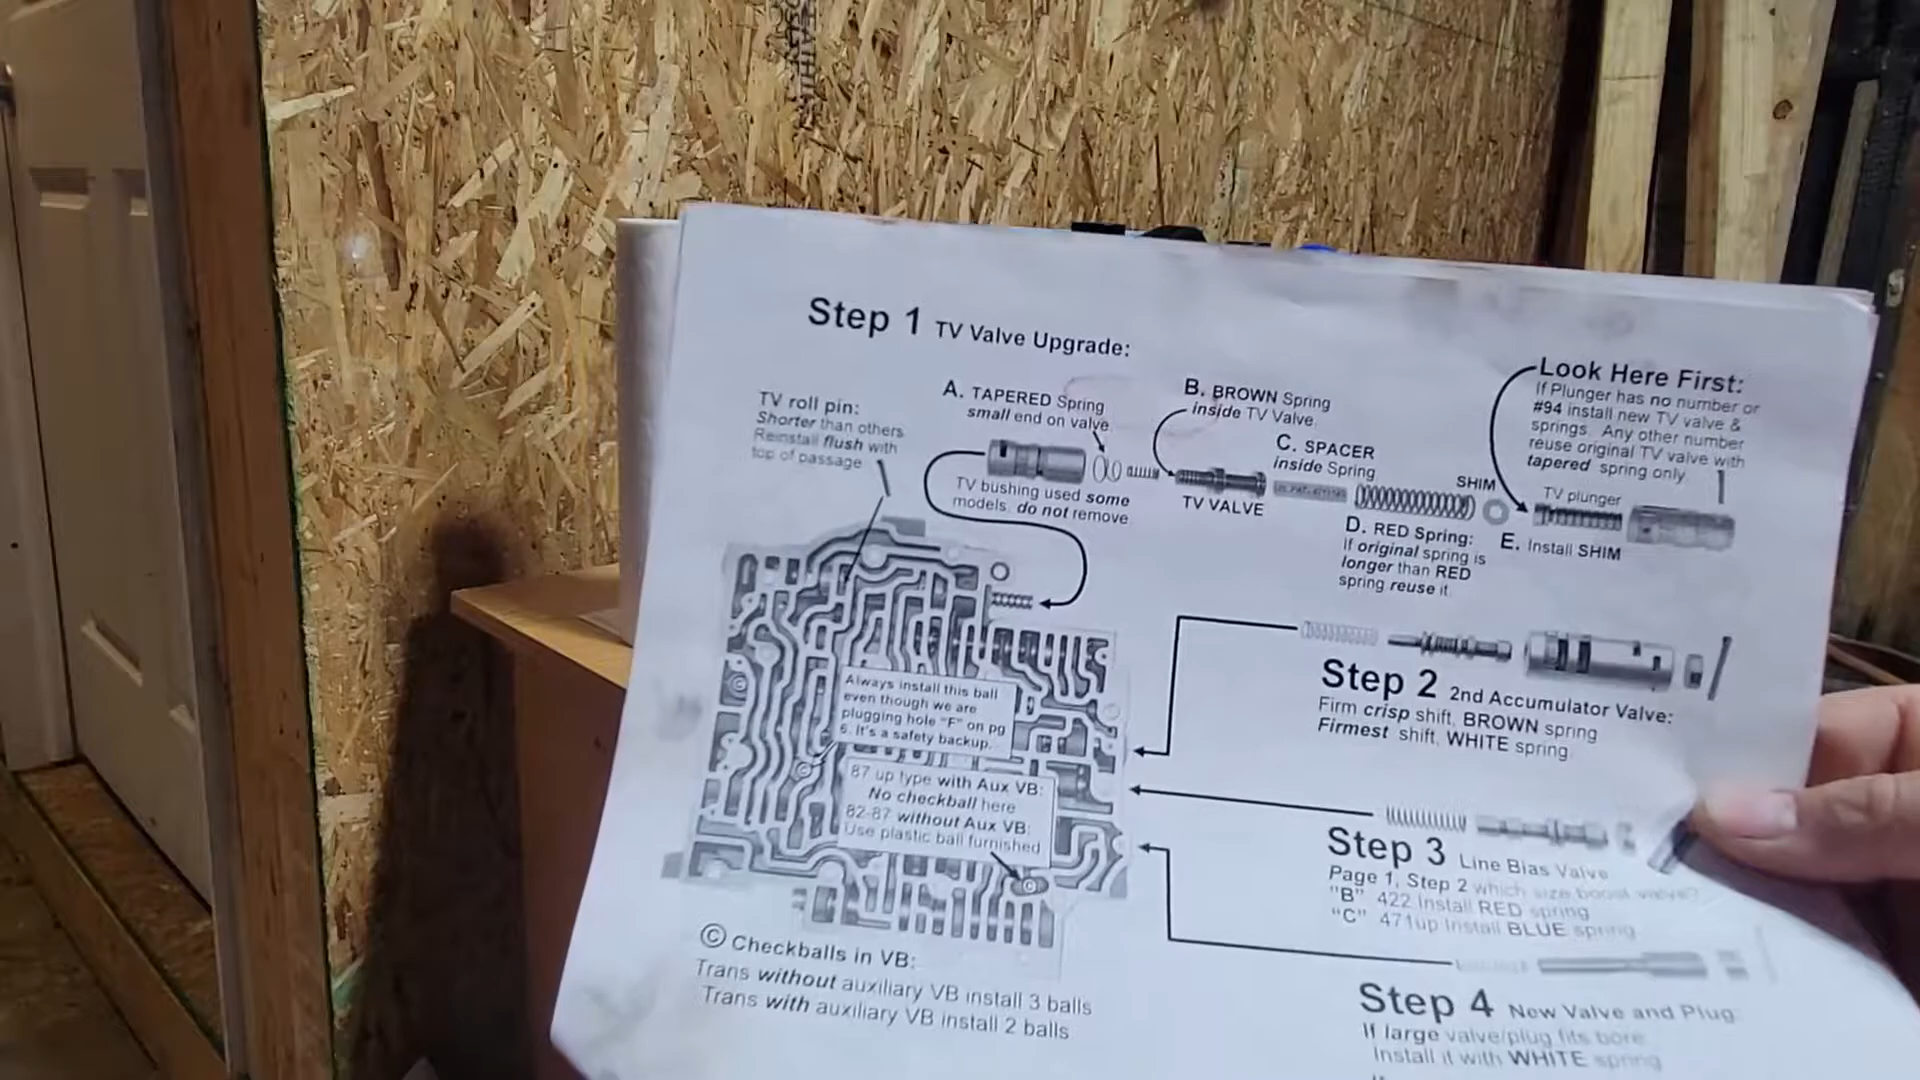 Step 1 TV Valve Upgrade:
TV roll pin:
Shorter than others
Reinstall flush with
top of passage
A. TAPERED Spring
small end on valve
TV bushing used some
models, do not remove
B. BROWN Spring
inside TV Valve
TV VALVE
C. SPACER
inside Spring
D. RED Spring:
If original spring is
longer than RED
spring reuse it.
SHIM
E. Install SHIM
Look Here First:
If Plunger has no number or
#94 install new TV valve &
springs. Any other number
reuse original TV valve with
tapered spring only
TV plunger
Always install this ball
even though we are
plugging hole "F" on pg
6. It's a safety backup.
87 up type with Aux VB:
No checkball here
82-87 without Aux VB:
Use plastic ball furnished
© Checkballs in VB:
Trans without auxiliary VB install 3 balls
Trans with auxiliary VB install 2 balls
Step 2 2nd Accumulator Valve:
Firm crisp shift, BROWN spring
Firmest shift, WHITE spring
Step 3 Line Bias Valve
Page 1, Step 2 which size boost valve?
"B" 422 Install RED spring
"C" 471up Install BLUE spring
Step 4 New Valve and Plug
If large valve/plug fits bore
Install it with WHITE spring